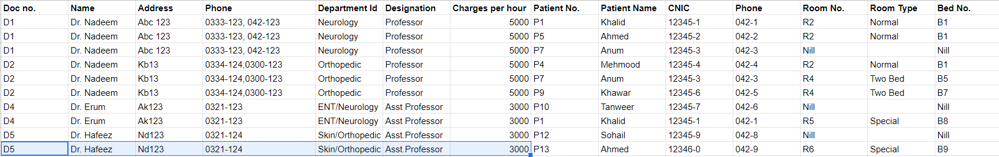 Doc no. Name Address Phone Department Id Designation Charges per hour Patient No. Patient Name CNIC Phone Room No. Room Type Bed No.
D1 Dr. Nadeem Abc 123 0333-123, 042-123 Neurology Professor 5000 P1 Khalid 12345-1 042-1 R2 Normal B1
D1 Dr. Nadeem Abc 123 0333-123, 042-123 Neurology Professor 5000 P5 Ahmed 12345-2 042-2 R2 Normal B1
D1 Dr. Nadeem Abc 123 0333-123, 042-123 Neurology Professor 5000 P7 Anum 12345-3 042-3 Nill Nill
D2 Dr. Nadeem Kb13 0334-124,0300-123 Orthopedic Professor 5000 P4 Mehmood 12345-4 042-4 R2 Normal B1
D2 Dr. Nadeem Kb13 0334-124,0300-123 Orthopedic Professor 5000 P7 Anum 12345-3 042-3 R4 Two Bed B5
D2 Dr. Nadeem Kb13 0334-124,0300-123 Orthopedic Professor 5000 P9 Khawar 12345-6 042-5 R4 Two Bed B7
D4 Dr. Erum Ak123 0321-123 ENT/Neurology Asst Professor 3000 P10 Tanweer 12345-7 042-6 Nill Nill
D4 Dr. Erum Ak123 0321-123 ENT/Neurology Asst Professor 3000 P1 Khalid 12345-1 042-1 R5 Special B8
D5 Dr. Hafeez Nd123 0321-124 Skin/Orthopedic Asst.Professor 3000 P12 Sohail 12345-9 042-8 Nill Nill
D5 Dr. Hafeez Nd123 0321-124 Skin/Orthopedic Asst.Professor 3000 P13 Ahmed 12346-0 042-9 R6 Special B9